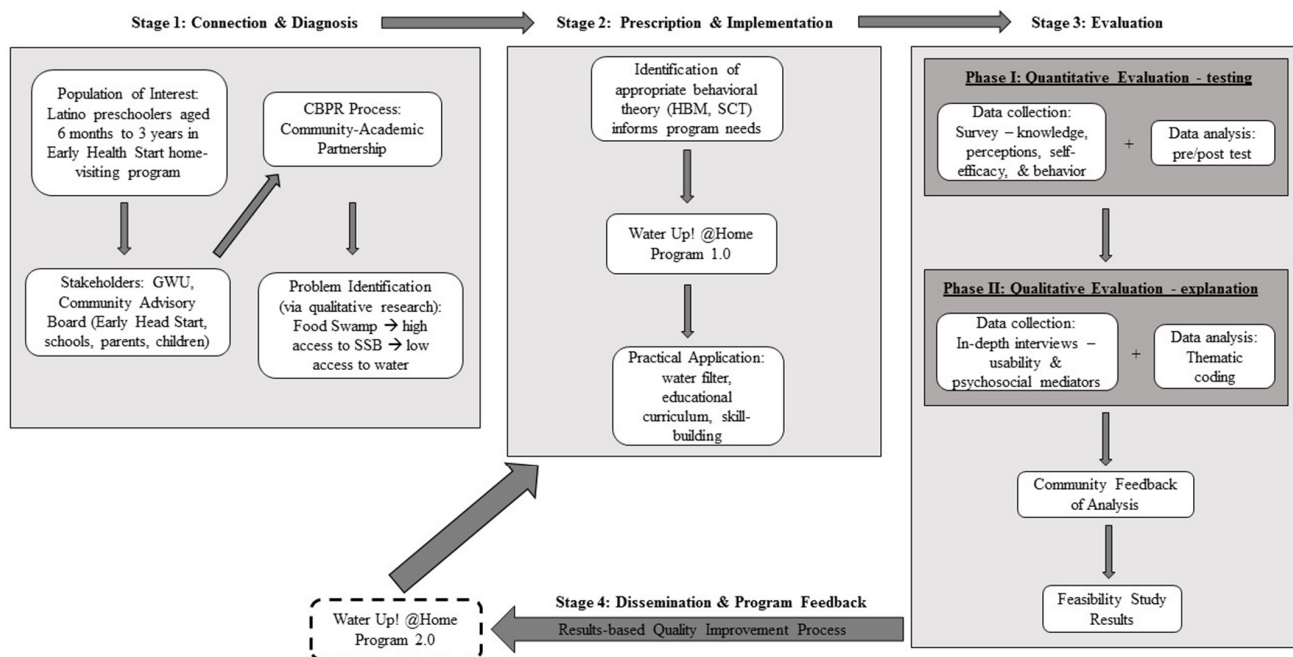 Stage 1: Connection & Diagnosis
Stage 2: Prescription & Implementation
Stage 3: Evaluation
Population of Interest:
Latino preschoolers aged
6 months to 3 years in
Early Health Start home-
visiting program
CBPR Process:
Community-Academic
Partnership
Stakeholders: GWU,
Community Advisory
Board (Early Head Start,
schools, parents, children)
Problem Identification
(via qualitative research):
Food Swamp → high
access to SSB → low
access to water
Identification of
appropriate behavioral
theory (HBM, SCT)
informs program needs
Water Up! @Home
Program 1.0
Practical Application:
water filter,
educational
curriculum, skill-
building
Phase I: Quantitative Evaluation - testing
Data collection:
Survey – knowledge,
perceptions, self-
efficacy, & behavior
+
Data analysis:
pre/post test
Phase II: Qualitative Evaluation - explanation
Data collection:
In-depth interviews –
usability &
psychosocial mediators
+
Data analysis:
Thematic
coding
Community Feedback
of Analysis
Feasibility Study
Results
Stage 4: Dissemination & Program Feedback
Results-based Quality Improvement Process
Water Up! @Home
Program 2.0